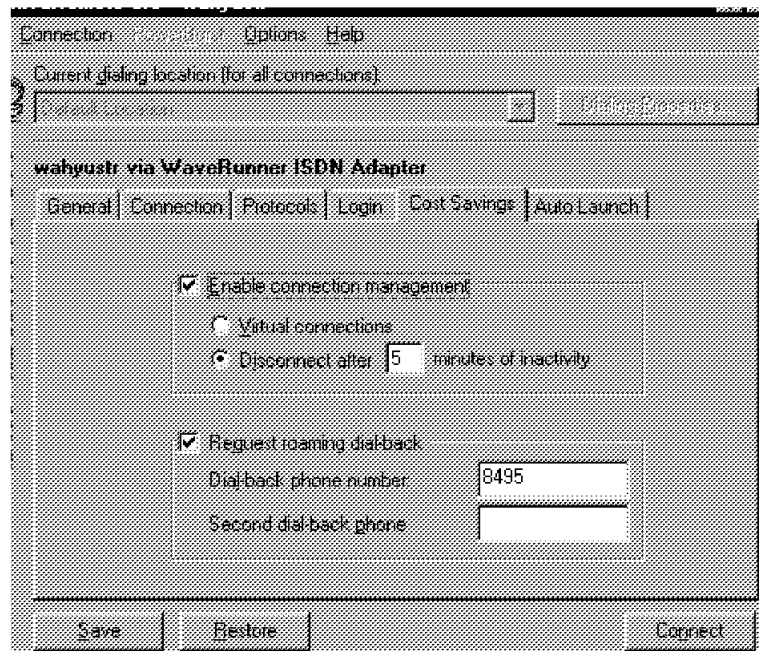 Connection Options Help
Current dialing location (for all connections):
Default Location
wahyustr via WaveRunner ISDN Adapter
General Connection Protocols Login Cost Savings Auto Launch
Enable connection management
Virtual connections
Disconnect after 5 minutes of inactivity
Request roaming dial-back
Dial-back phone number 8495
Second dial-back phone
Save Restore Connect